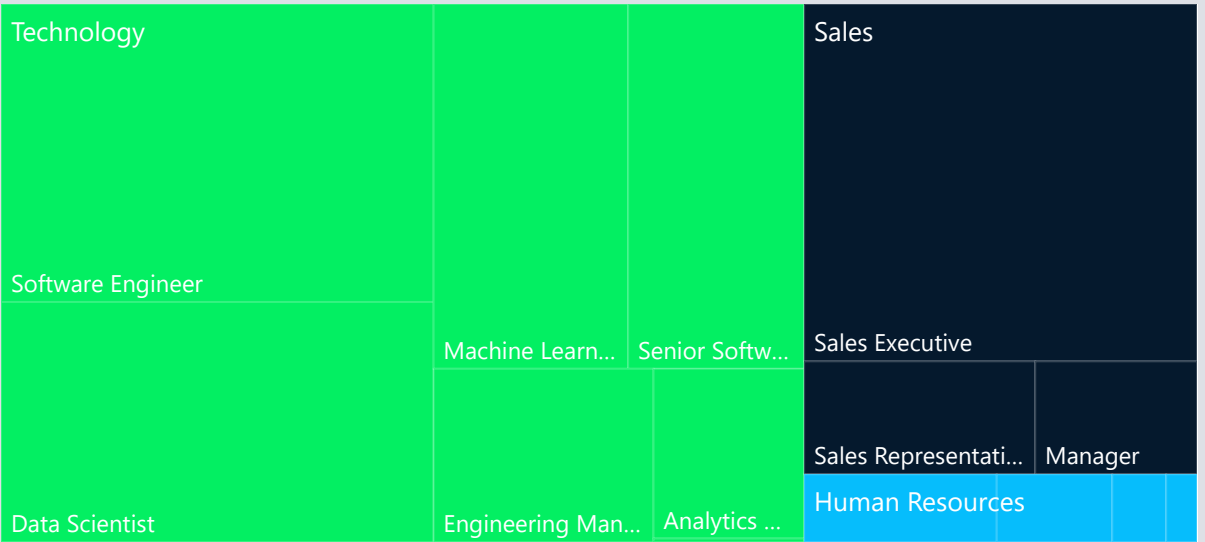 Technology
Software Engineer
Data Scientist
Machine Learn...
Senior Softw...
Engineering Man...
Analytics ...
Sales
Sales Executive
Sales Representati...
Manager
Human Resources